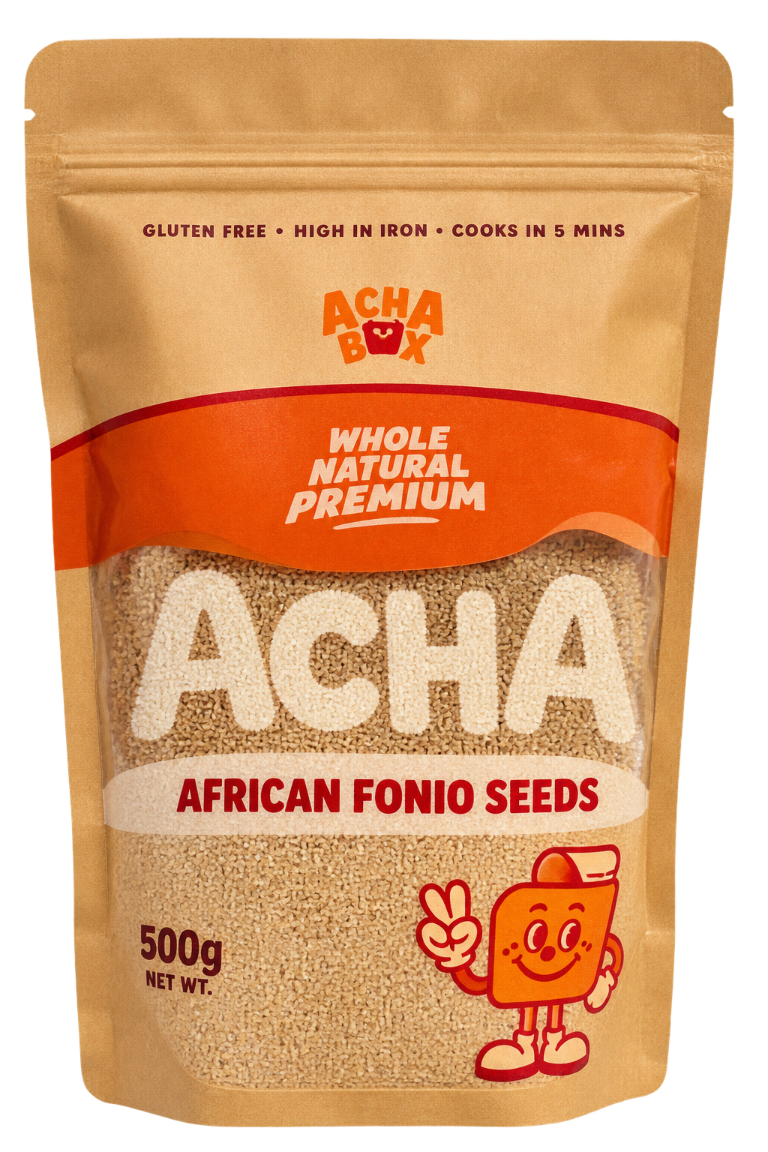 GLUTEN FREE • HIGH IN IRON • COOKS IN 5 MINS
ACHA
BOX
WHOLE
NATURAL
PREMIUM
ACHA
AFRICAN FONIO SEEDS
500g
NET WT.